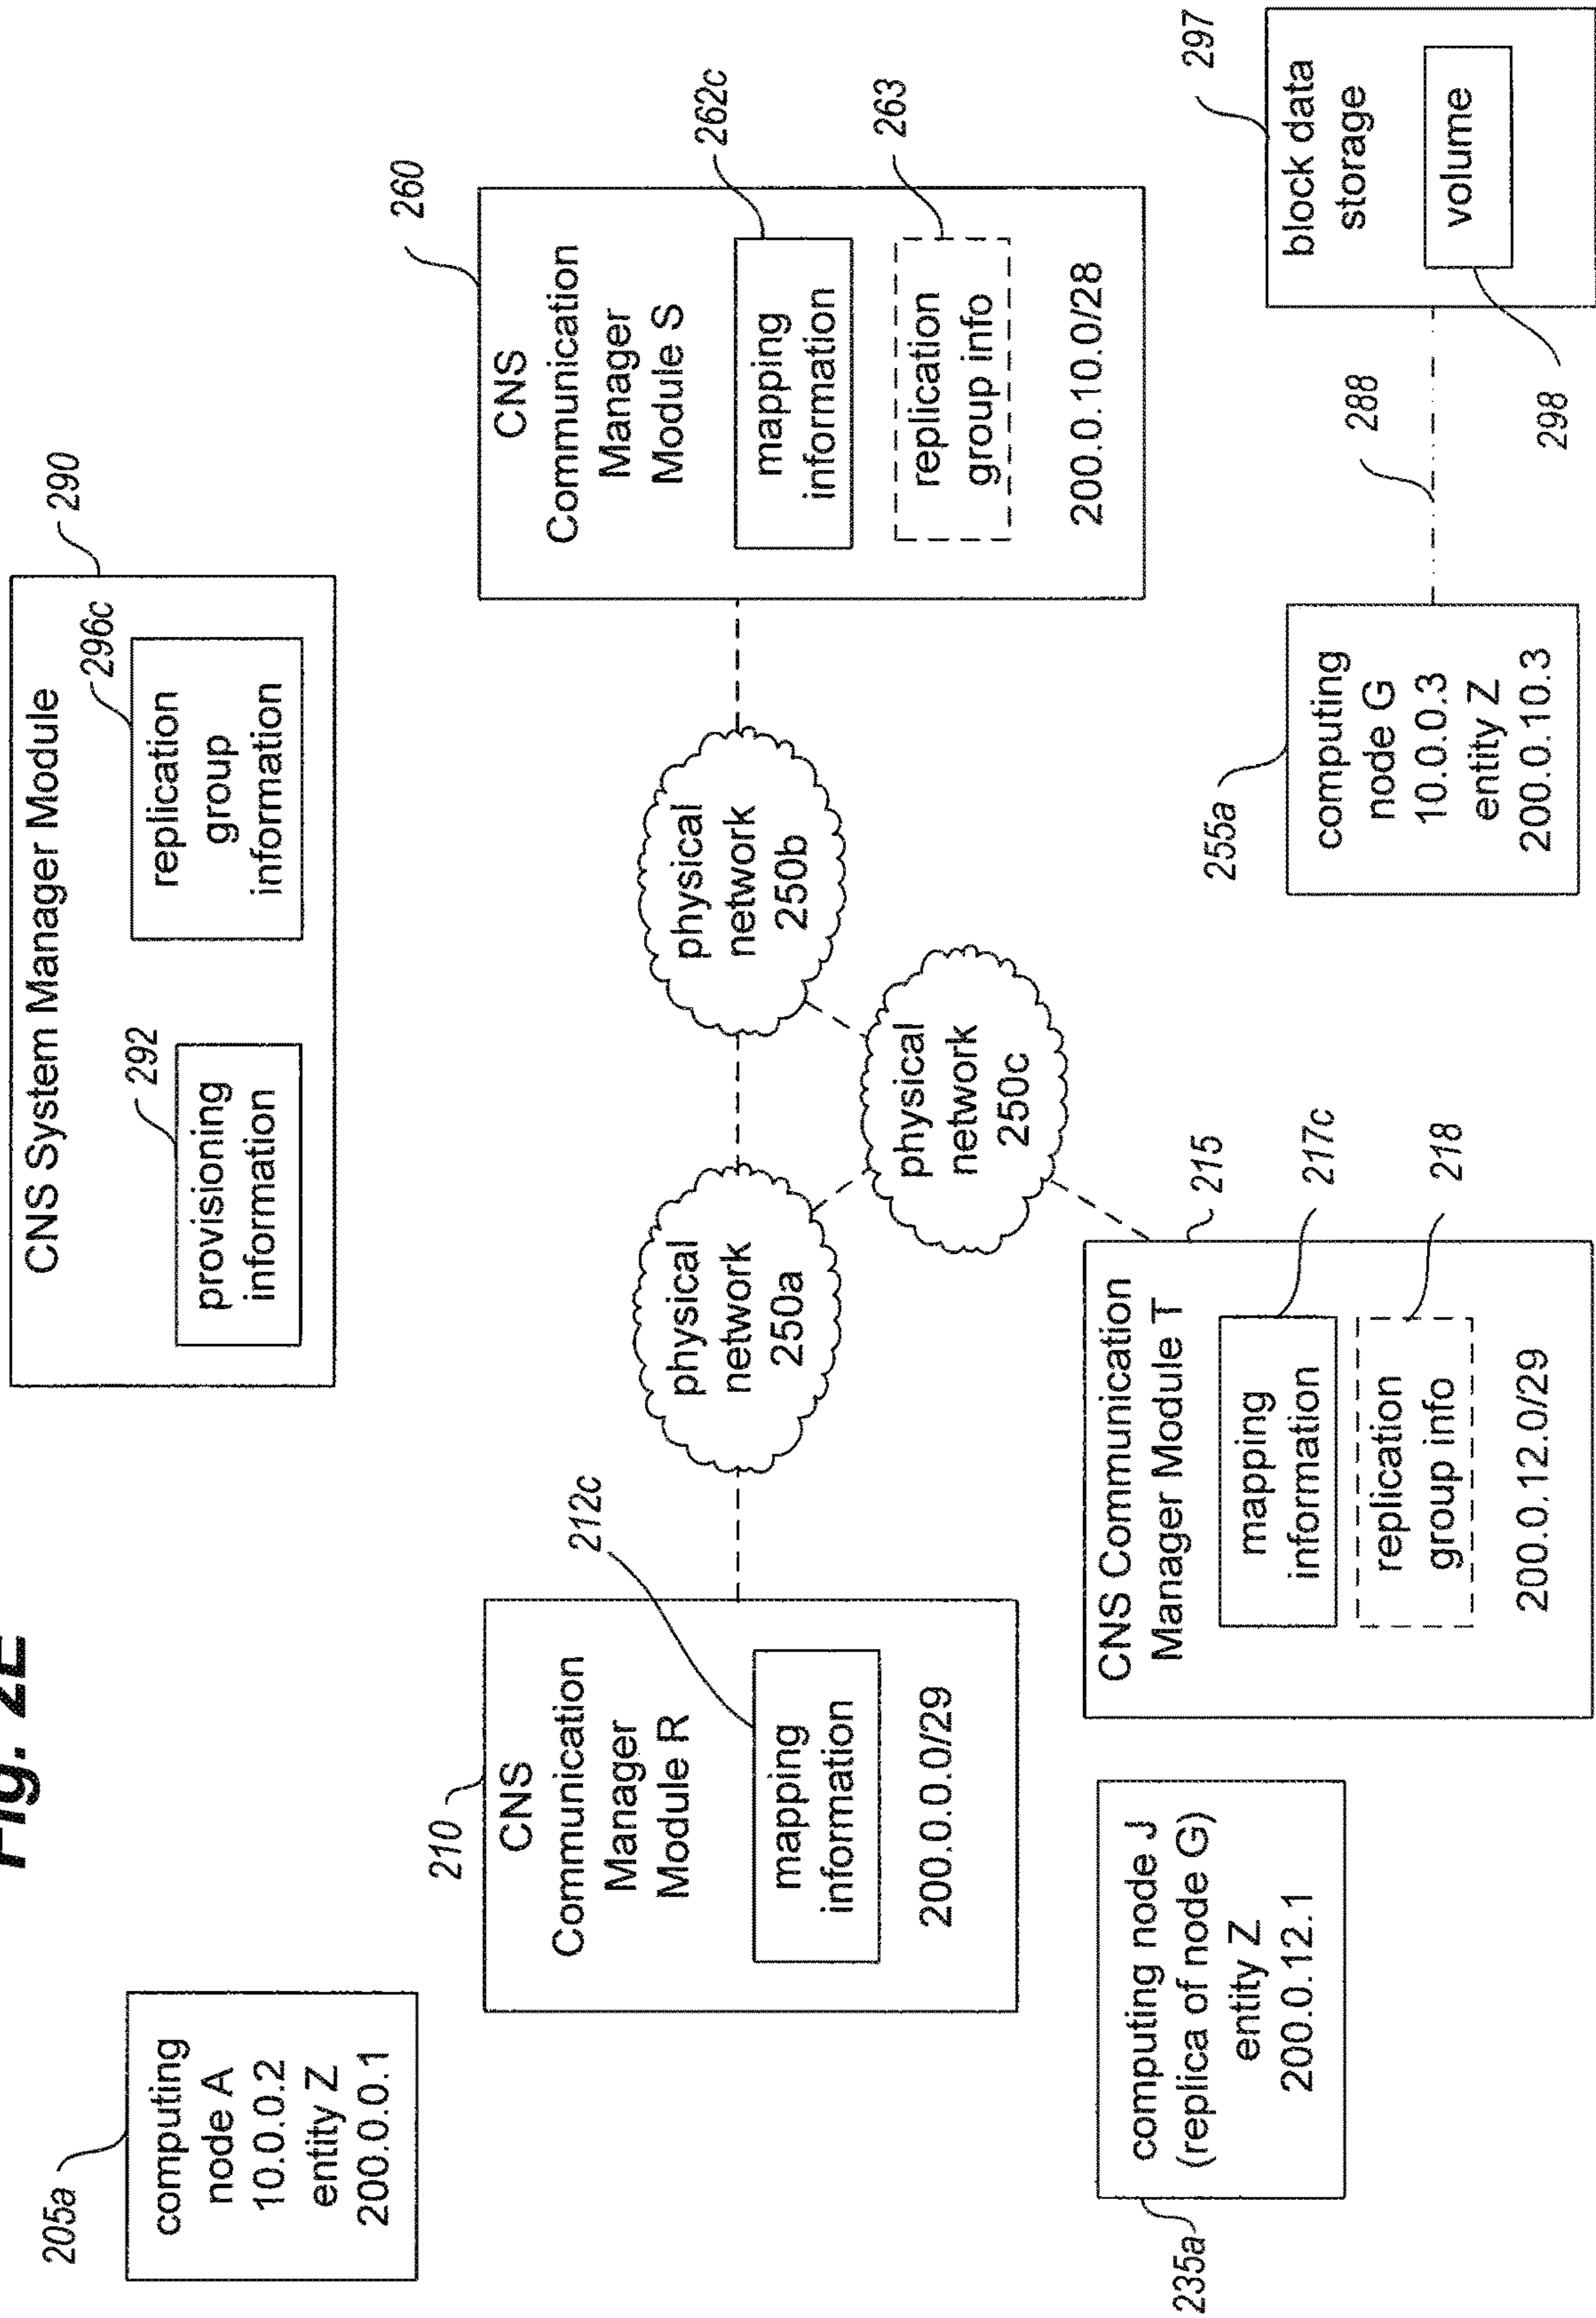 Fig. 2E
205a
computing
node A
10.0.0.2
entity Z
200.0.0.1
CNS System Manager Module
290
292
provisioning
information
296c
replication
group
information
210
CNS
Communication
Manager
Module R
212c
mapping
information
200.0.0.0/29
physical
network
250a
physical
network
250b
physical
network
250c
260
CNS
Communication
Manager
Module S
262c
mapping
information
263
replication
group info
200.0.10.0/28
235a
computing node J
(replica of node G)
entity Z
200.0.12.1
215
CNS Communication
Manager Module T
217c
mapping
information
218
replication
group info
200.0.12.0/29
255a
computing
node G
10.0.0.3
entity Z
200.0.10.3
288
297
block data
storage
volume
298